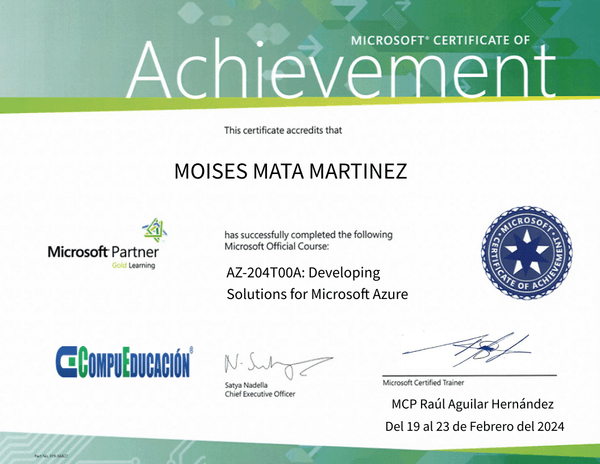 MICROSOFT® CERTIFICATE OF
Achievement
This certificate accredits that
MOISES MATA MARTINEZ
Microsoft® Partner
Gold Learning
has successfully completed the following
Microsoft Official Course:
AZ-204T00A: Developing
Solutions for Microsoft Azure
MICROSOFT
CERTIFICATE OF ACHIEVEMENT
COMPUEDUCACIÓN®
Satya Nadella
Chief Executive Officer
Microsoft Certified Trainer
MCP Raúl Aguilar Hernández
Del 19 al 23 de Febrero del 2024